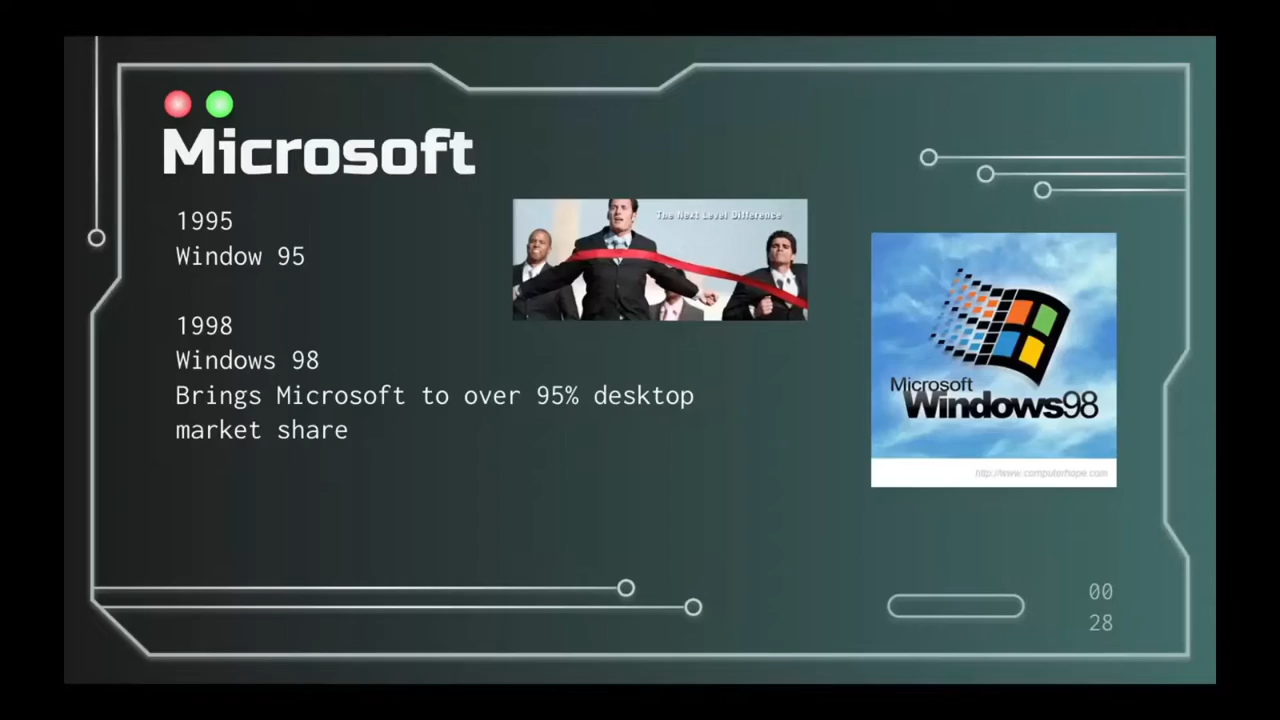 Microsoft
1995
Window 95
1998
Windows 98
Brings Microsoft to over 95% desktop
market share
The Next Level Difference
Microsoft
Windows98
http://www.computerhope.com
00
28